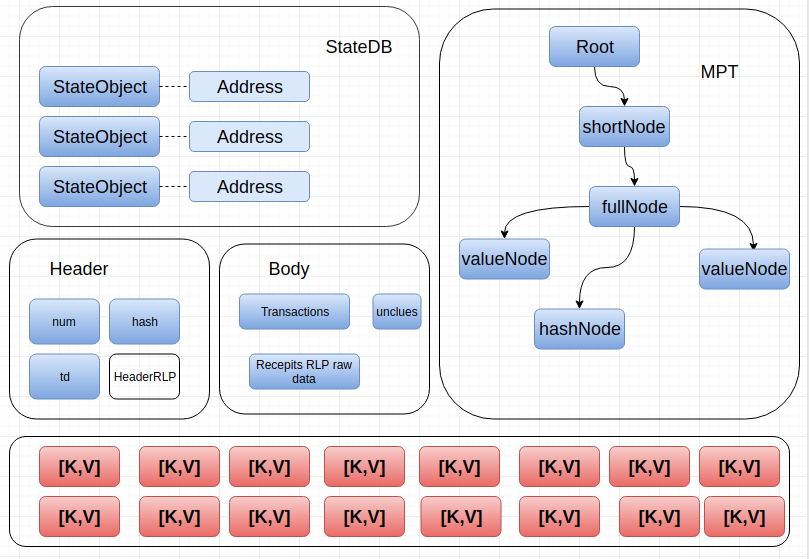 StateDB
StateObject
Address
StateObject
Address
StateObject
Address
MPT
Root
shortNode
fullNode
valueNode
valueNode
hashNode
Header
num
hash
td
HeaderRLP
Body
Transactions
unclues
Recepits RLP raw
data
[K,V] [K,V] [K,V] [K,V] [K,V] [K,V] [K,V] [K,V]
[K,V] [K,V] [K,V] [K,V] [K,V] [K,V] [K,V] [K,V]